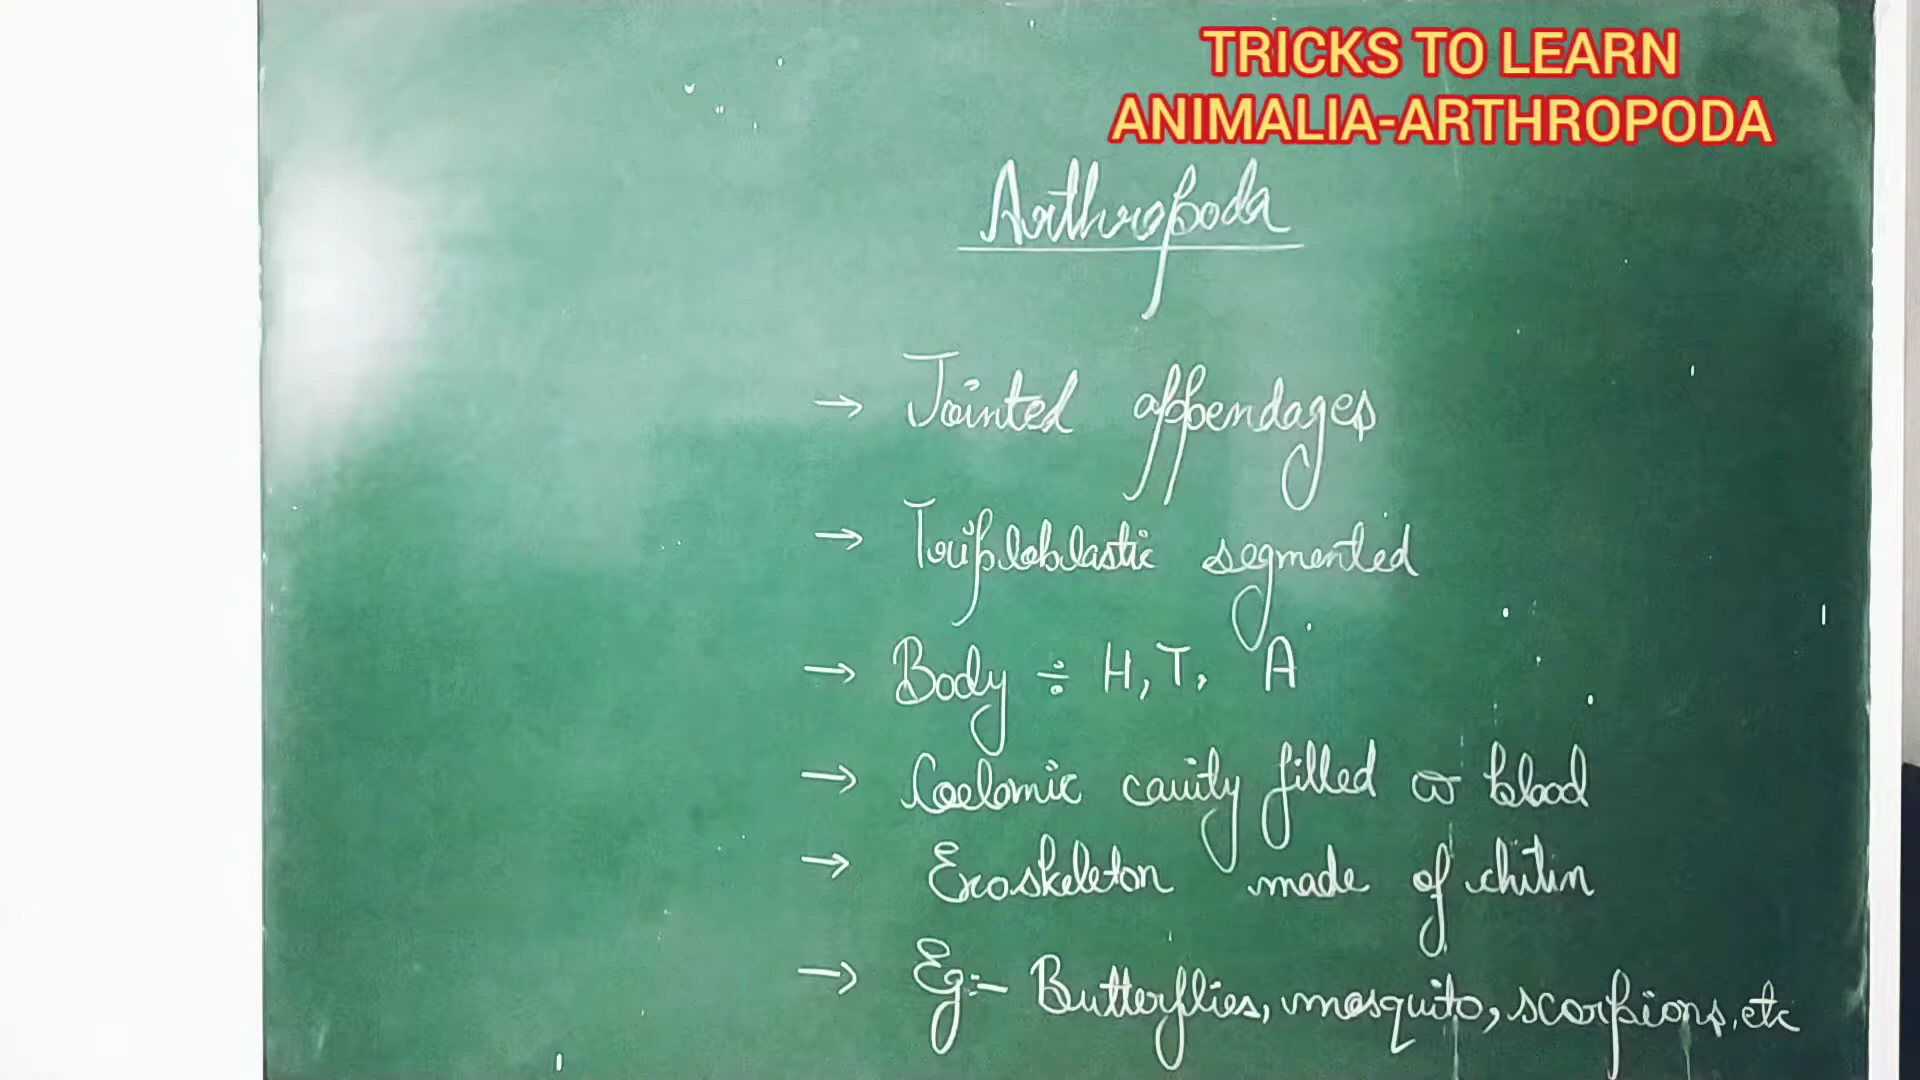 TRICKS TO LEARN
ANIMALIA-ARTHROPODA
Arthropoda
→ Jointed appendages
→ Tripleblastic segmented
→ Body ÷ H, T, A
→ Coelomic cavity filled w blood
→ Exoskeleton made of chitin
→ Eg:- Butterflies, mosquito, scorpions, etc